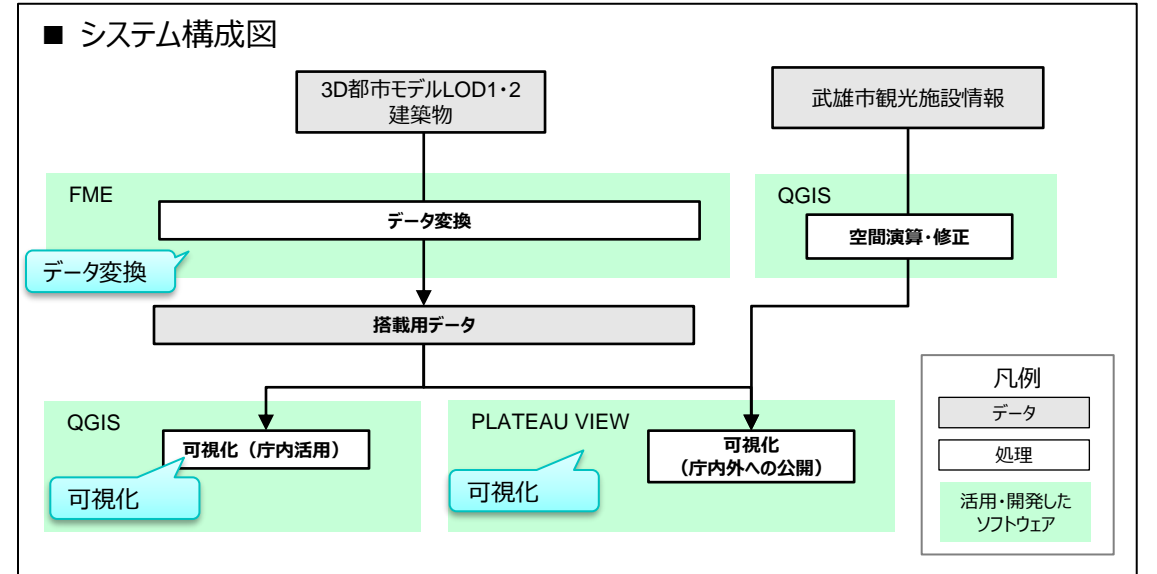 ■ システム構成図
3D都市モデルLOD1・2
建築物
武雄市観光施設情報
FME
データ変換
データ変換
QGIS
空間演算・修正
搭載用データ
QGIS
可視化（庁内活用）
可視化
PLATEAU VIEW
可視化
（庁内外への公開）
可視化
凡例
データ
処理
活用・開発した
ソフトウェア